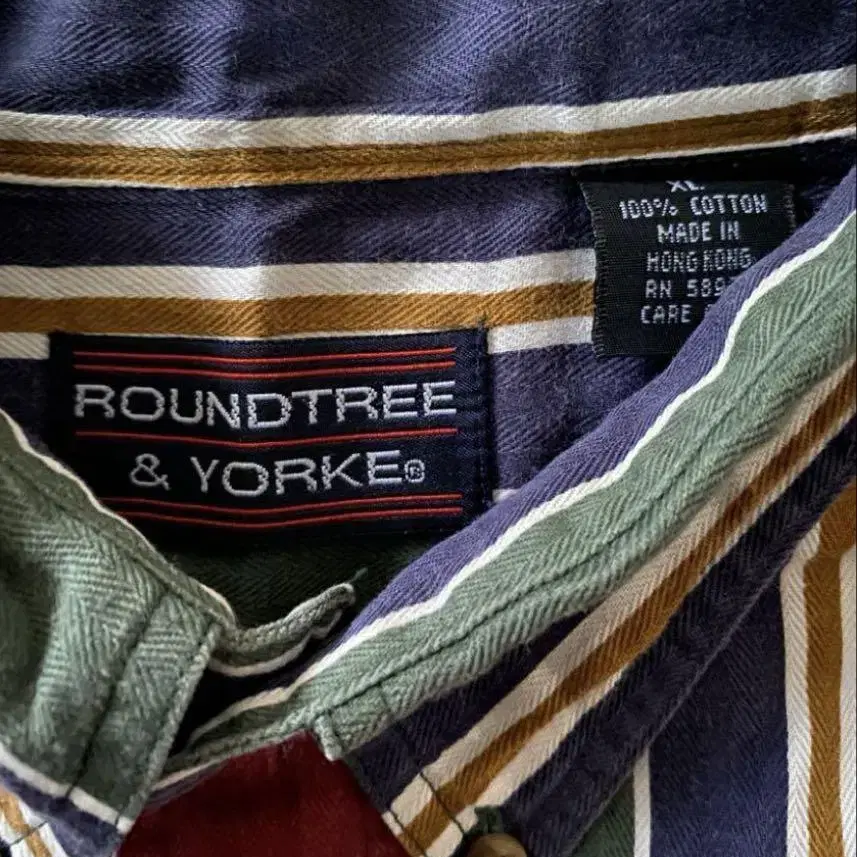 ROUNDTREE
& YORKE®
XL
100% COTTON
MADE IN
HONG KONG
RN 589
CARE